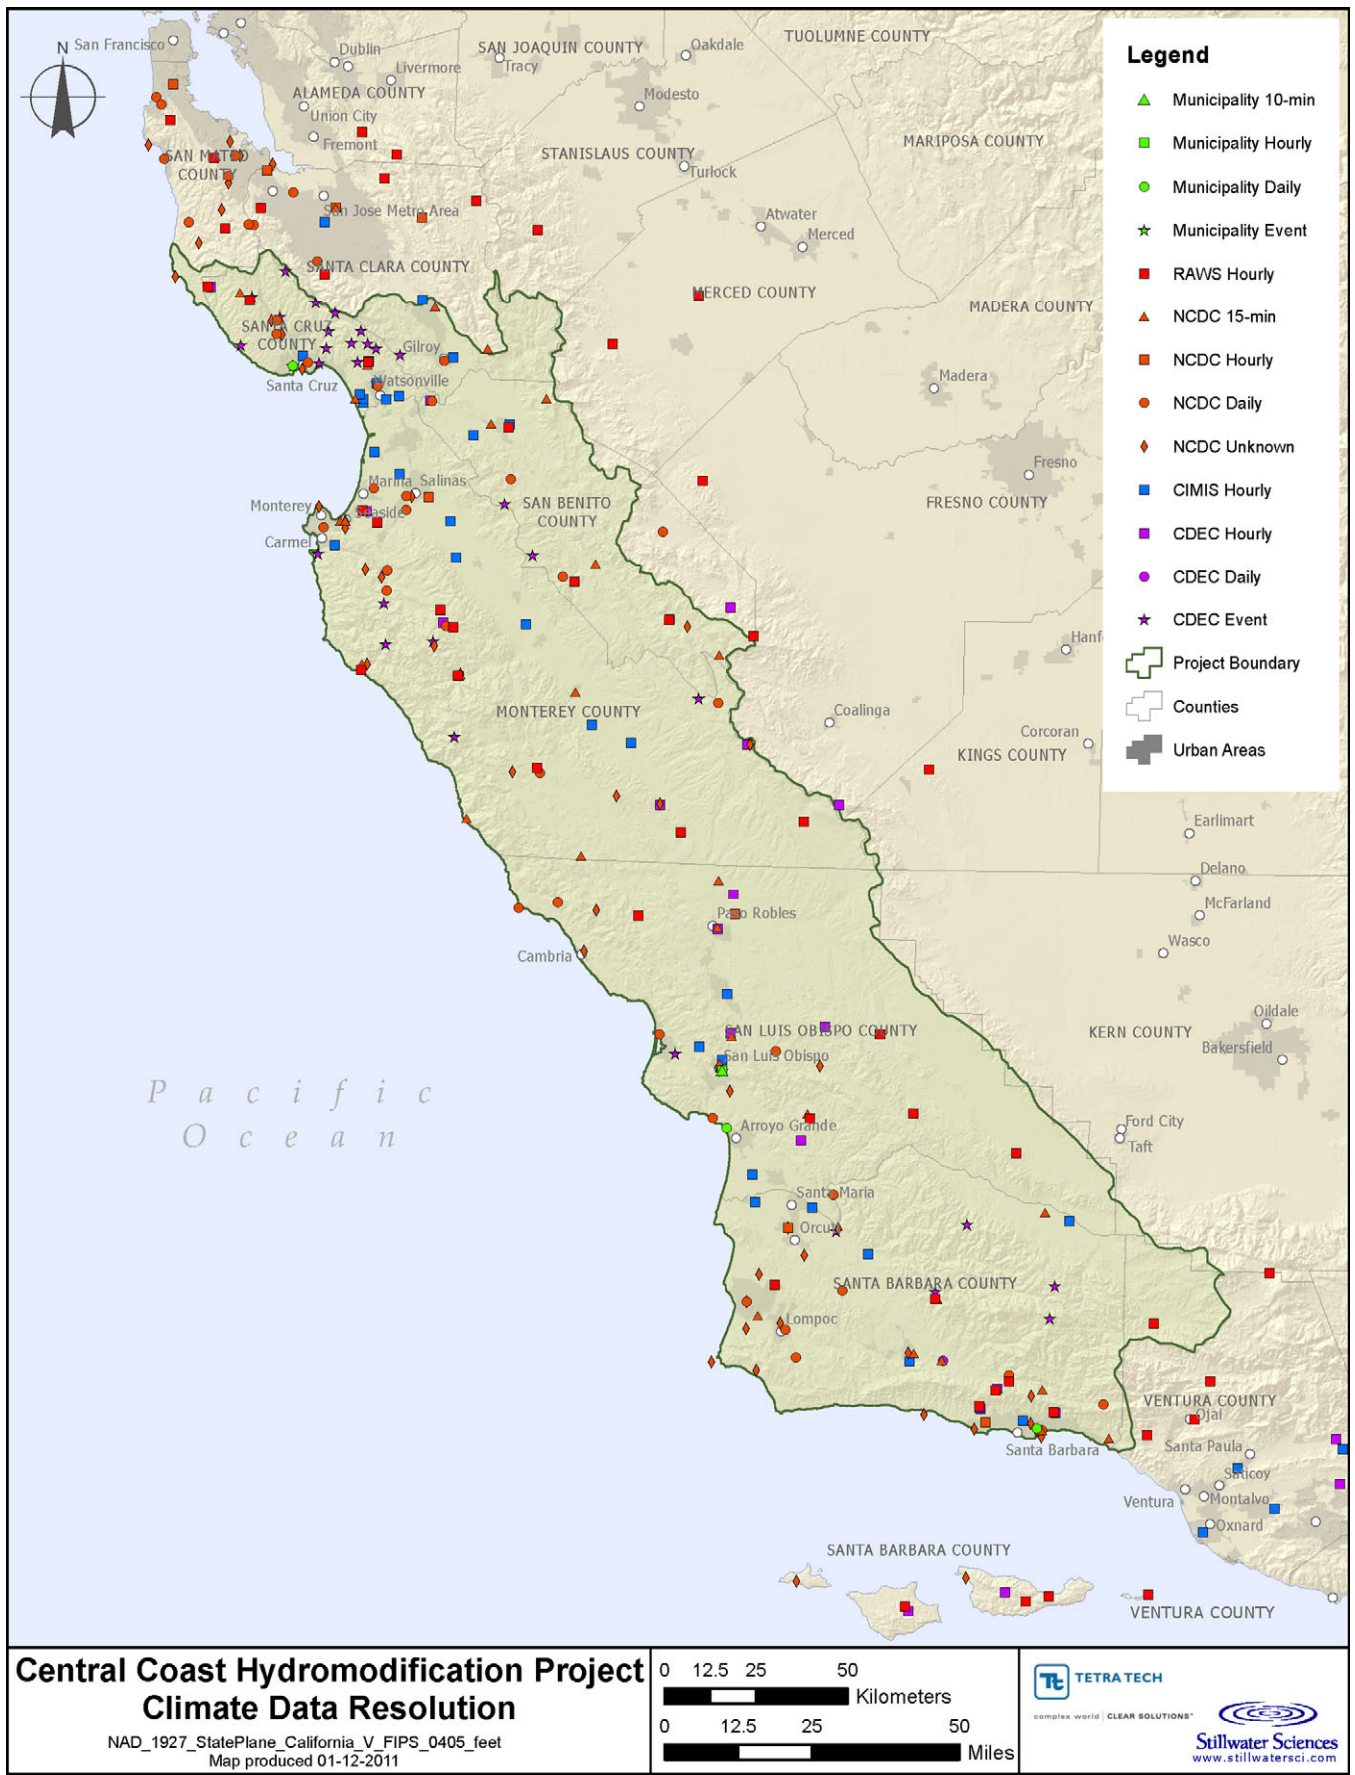 N
San Francisco
Dublin
Livermore
ALAMEDA COUNTY
Union City
Fremont
SAN JOAQUIN COUNTY
Tracy
Oakdale
TUOLUMNE COUNTY
Modesto
STANISLAUS COUNTY
Turlock
MARIPOSA COUNTY
SAN MATEO
COUNTY
San Jose Metro Area
Atwater
Merced
SANTA CLARA COUNTY
MERCED COUNTY
MADERA COUNTY
SANTA CRUZ
COUNTY
Gilroy
Santa Cruz
Watsonville
Madera
Marina
Salinas
Monterey
Seaside
Carmel
SAN BENITO
COUNTY
Fresno
FRESNO COUNTY
Hanf
MONTEREY COUNTY
Coalinga
Corcoran
KINGS COUNTY
Earlimart
Delano
McFarland
Wasco
Paso Robles
Cambria
SAN LUIS OBISPO COUNTY
San Luis Obispo
KERN COUNTY
Oildale
Bakersfield
Pacific
Ocean
Arroyo Grande
Ford City
Taft
Santa Maria
Orcutt
SANTA BARBARA COUNTY
Lompoc
VENTURA COUNTY
Ojai
Santa Barbara
Santa Paula
Saticoy
Ventura
Montalvo
Oxnard
SANTA BARBARA COUNTY
VENTURA COUNTY
Legend
Municipality 10-min
Municipality Hourly
Municipality Daily
Municipality Event
RAWS Hourly
NCDC 15-min
NCDC Hourly
NCDC Daily
NCDC Unknown
CIMIS Hourly
CDEC Hourly
CDEC Daily
CDEC Event
Project Boundary
Counties
Urban Areas
Central Coast Hydromodification Project
Climate Data Resolution
NAD_1927_StatePlane_California_V_FIPS_0405_feet
Map produced 01-12-2011
0 12.5 25 50
Kilometers
0 12.5 25 50
Miles
Tt TETRA TECH
complex world | CLEAR SOLUTIONS™
Stillwater Sciences
www.stillwatersci.com